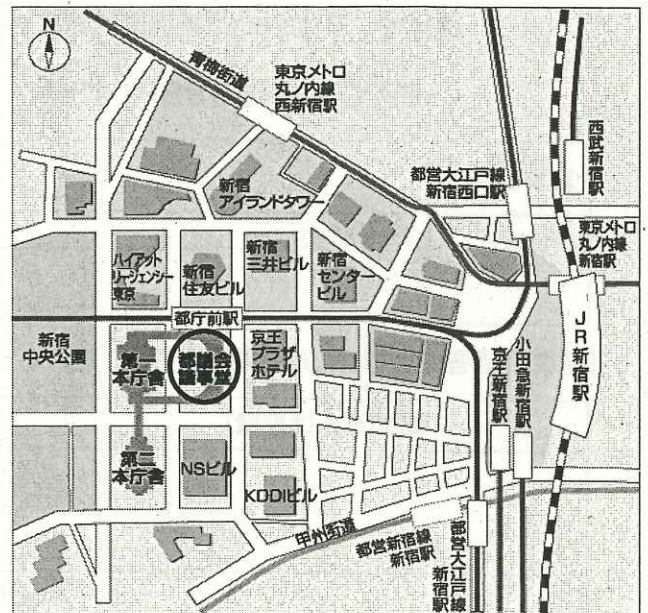 N
青梅街道
東京メトロ
丸ノ内線
西新宿駅
西武新宿駅
都営大江戸線
新宿西口駅
新宿
アイランドタワー
東京メトロ
丸ノ内線
新宿駅
ハイアット
リージェンシー
東京
新宿
住友ビル
新宿
三井ビル
新宿
センター
ビル
都庁前駅
JR新宿駅
新宿
中央公園
第一
本庁舎
都議会
議事堂
京王
プラザ
ホテル
小田急新宿駅
京王新宿駅
第二
本庁舎
NSビル
KDDIビル
甲州街道
都営新宿線
新宿駅
都営大江戸線
新宿駅